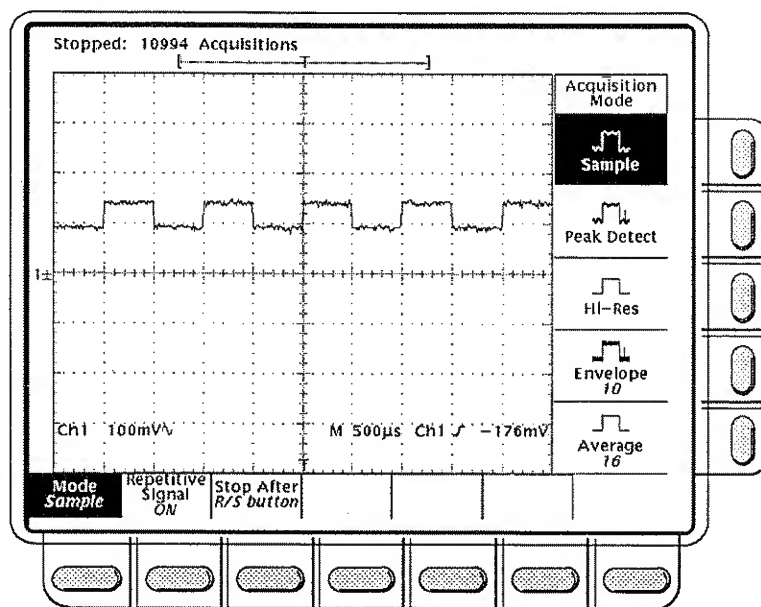 Stopped: 10994 Acquisitions
Acquisition
Mode
Sample
Peak Detect
Hi-Res
Envelope
10
Average
16
1
Ch1 100mV
M 500µs Ch1 -176mV
Mode
Sample
Repetitive
Signal
ON
Stop After
R/S button